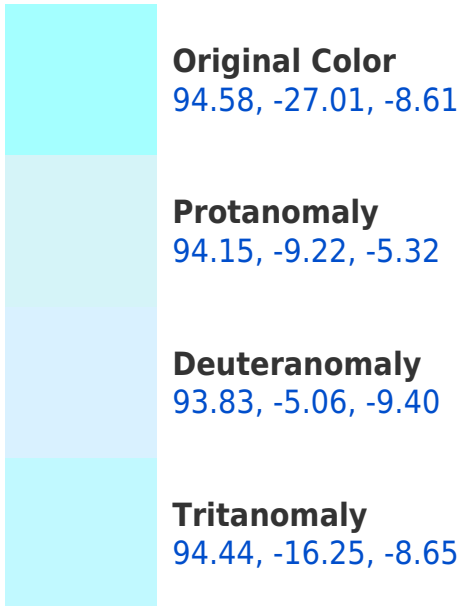 Original Color
94.58, -27.01, -8.61
Protanomaly
94.15, -9.22, -5.32
Deuteranomaly
93.83, -5.06, -9.40
Tritanomaly
94.44, -16.25, -8.65